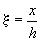 ξ = x/h